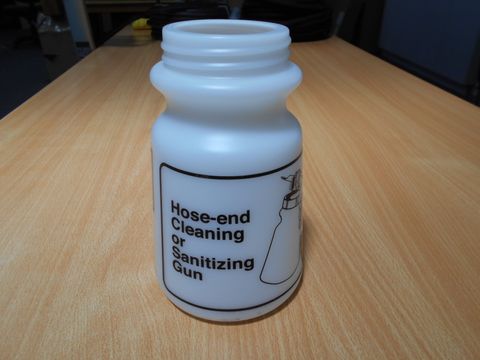 Hose-end
Cleaning
or
Sanitizing
Gun